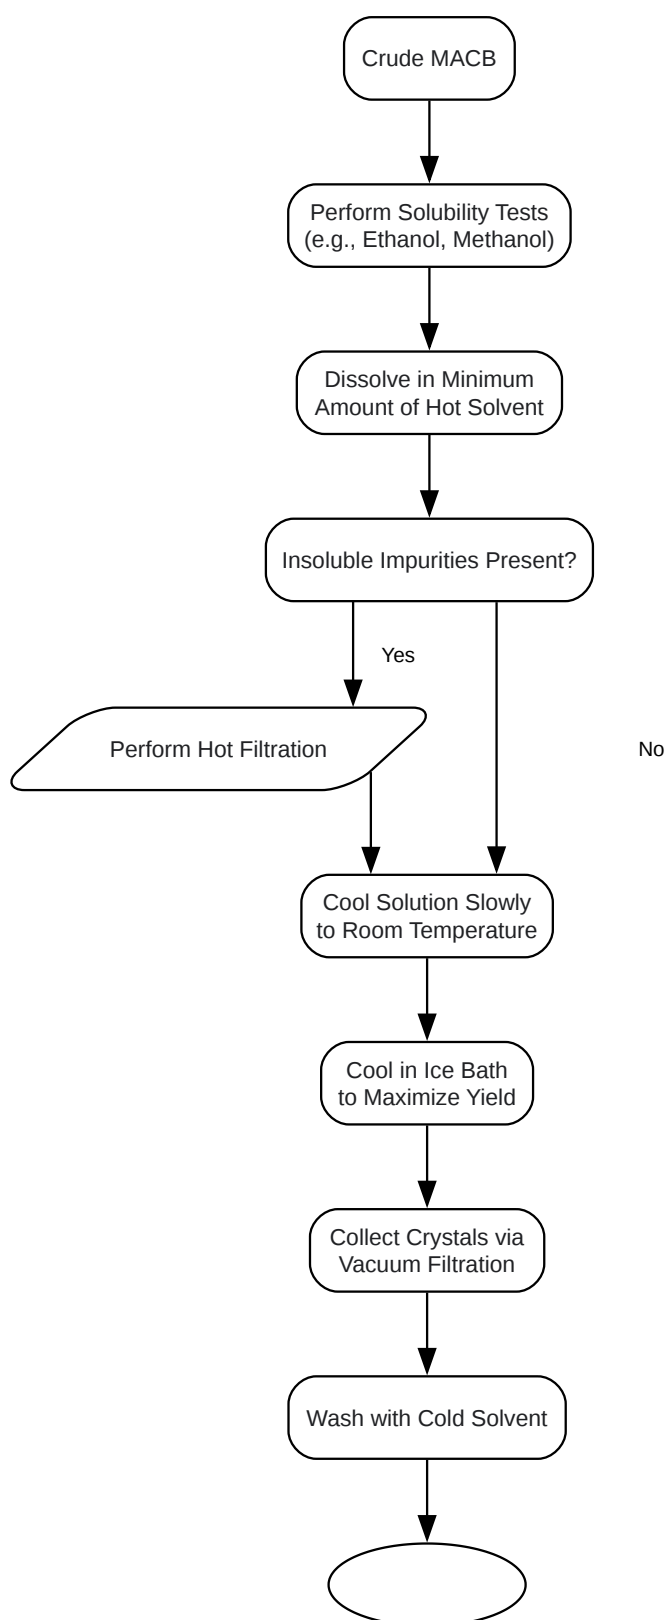 Crude MACB
Perform Solubility Tests
(e.g., Ethanol, Methanol)
Dissolve in Minimum
Amount of Hot Solvent
Insoluble Impurities Present?
Yes
Perform Hot Filtration
No
Cool Solution Slowly
to Room Temperature
Cool in Ice Bath
to Maximize Yield
Collect Crystals via
Vacuum Filtration
Wash with Cold Solvent